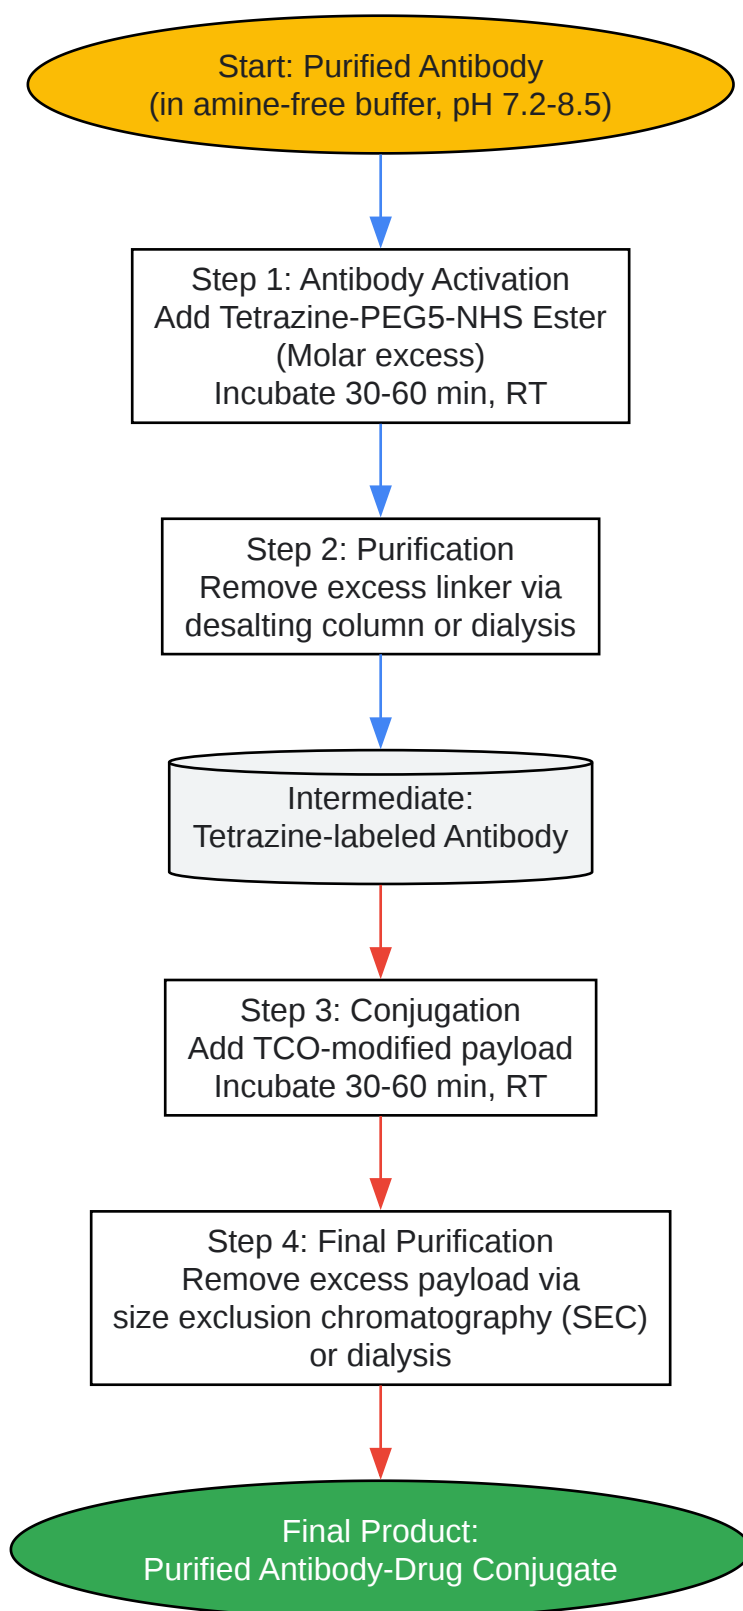 Start: Purified Antibody
(in amine-free buffer, pH 7.2-8.5)
Step 1: Antibody Activation
Add Tetrazine-PEG5-NHS Ester
(Molar excess)
Incubate 30-60 min, RT
Step 2: Purification
Remove excess linker via
desalting column or dialysis
Intermediate:
Tetrazine-labeled Antibody
Step 3: Conjugation
Add TCO-modified payload
Incubate 30-60 min, RT
Step 4: Final Purification
Remove excess payload via
size exclusion chromatography (SEC)
or dialysis
Final Product:
Purified Antibody-Drug Conjugate